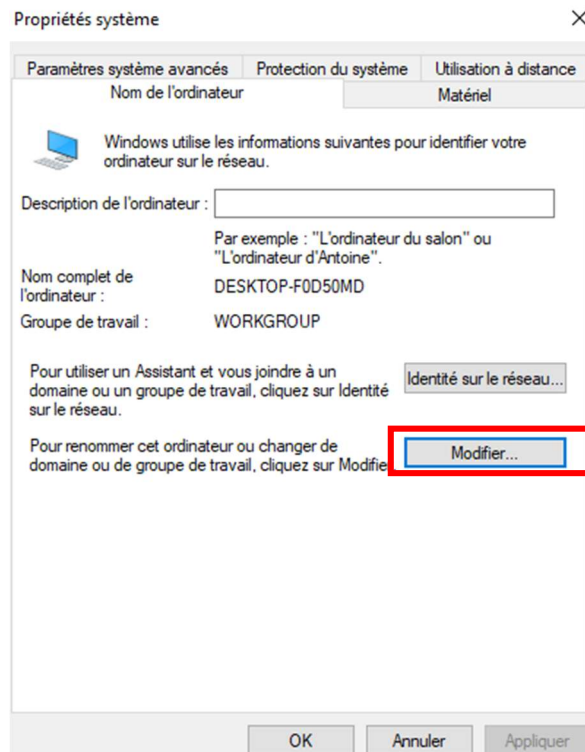 Propriétés système
Paramètres système avancés
Protection du système
Utilisation à distance
Nom de l'ordinateur
Matériel
Windows utilise les informations suivantes pour identifier votre
ordinateur sur le réseau.
Description de l'ordinateur :
Par exemple : "L'ordinateur du salon" ou
"L'ordinateur d'Antoine".
Nom complet de
l'ordinateur :
DESKTOP-F0D50MD
Groupe de travail :
WORKGROUP
Pour utiliser un Assistant et vous joindre à un
domaine ou un groupe de travail, cliquez sur Identité
sur le réseau.
Identité sur le réseau...
Pour renommer cet ordinateur ou changer de
domaine ou de groupe de travail, cliquez sur Modifie
Modifier...
OK
Annuler
Appliquer